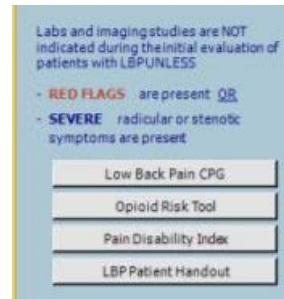 Labs and imaging studies are NOT
indicated during the initial evaluation of
patients with LBPUNLESS
- RED FLAGS are present OR
- SEVERE radicular or stenotic
symptoms are present
Low Back Pain CPG
Opioid Risk Tool
Pain Disability Index
LBP Patient Handout